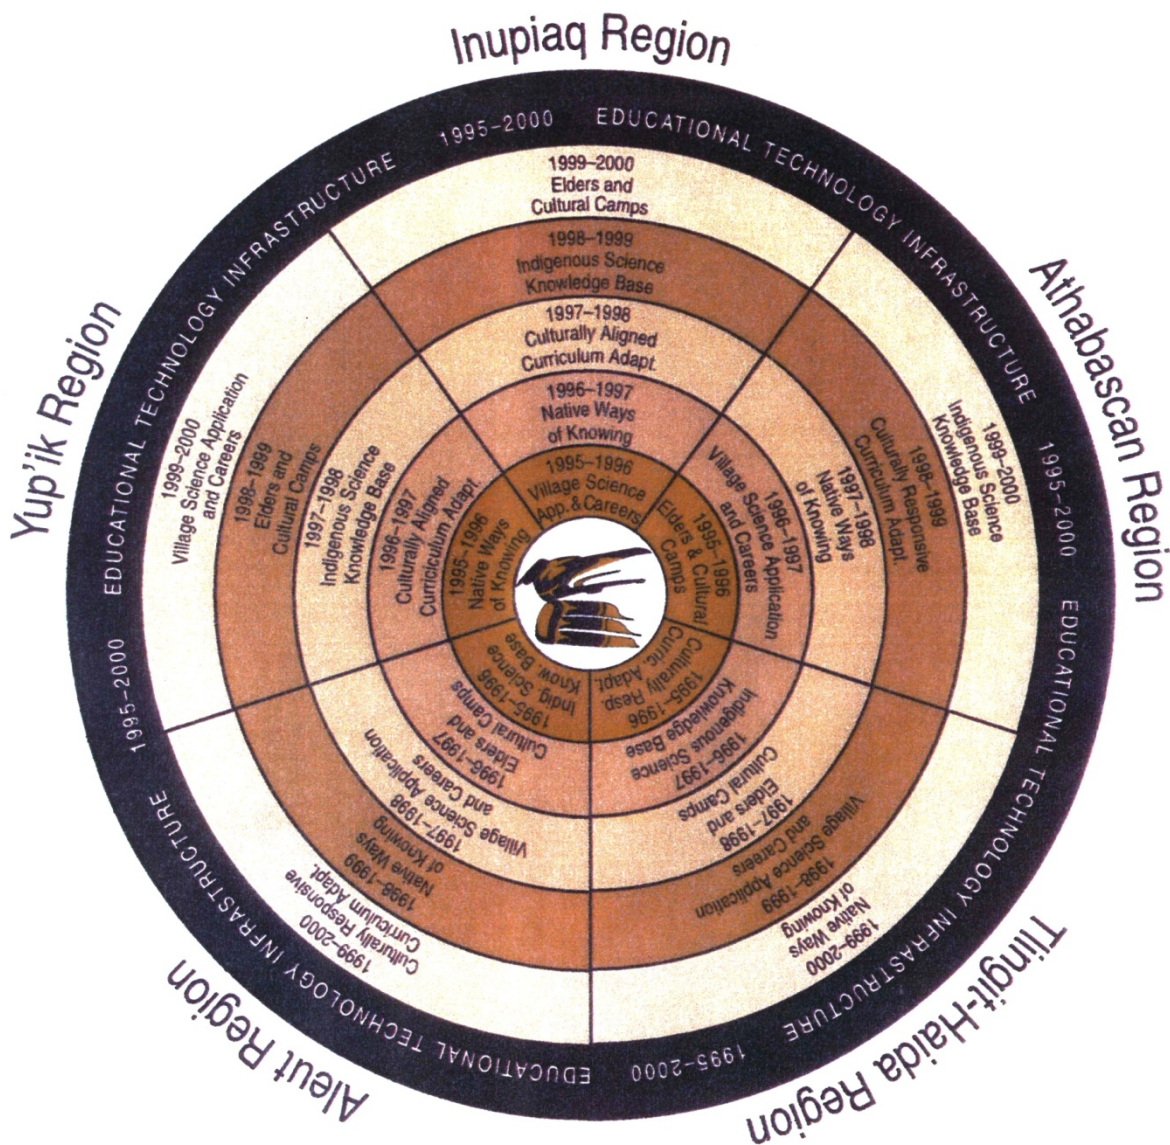 Inupiaq Region
1995–2000 EDUCATIONAL TECHNOLOGY INFRASTRUCTURE
1999–2000
Elders and
Cultural Camps
1998–1999
Indigenous Science
Knowledge Base
1997–1998
Culturally Aligned
Curriculum Adapt.
1996–1997
Native Ways
of Knowing
1995–1996
Village Science
App. & Careers
Athabascan Region
1995–2000 EDUCATIONAL TECHNOLOGY INFRASTRUCTURE
1999–2000
Indigenous Science
Knowledge Base
1998–1999
Culturally Responsive
Curriculum Adapt.
1997–1998
Native Ways
of Knowing
1996–1997
Village Science Application
and Careers
1995–1996
Elders & Cultural
Camps
Tlingit-Haida Region
1995–2000 EDUCATIONAL TECHNOLOGY INFRASTRUCTURE
1999–2000
Native Ways
of Knowing
1998–1999
Village
Science Application
and Careers
1997–1998
Elders and
Cultural Camps
1996–1997
Indigenous Science
Knowledge Base
1995–1996
Culturally Resp.
Curric. Adapt.
Aleut Region
1995–2000 EDUCATIONAL TECHNOLOGY INFRASTRUCTURE
1999–2000
Culturally Responsive
Curriculum Adapt.
1998–1999
Native Ways
of Knowing
1997–1998
Village Science Application
and Careers
1996–1997
Elders and
Cultural Camps
1995–1996
Indig. Science
Know. Base
Yup'ik Region
1995–2000 EDUCATIONAL TECHNOLOGY INFRASTRUCTURE
1999–2000
Village Science Application
and Careers
1998–1999
Elders and
Cultural Camps
1997–1998
Indigenous Science
Knowledge Base
1996–1997
Culturally Aligned
Curriciculum Adapt.
1995–1996
Native Ways
of Knowing